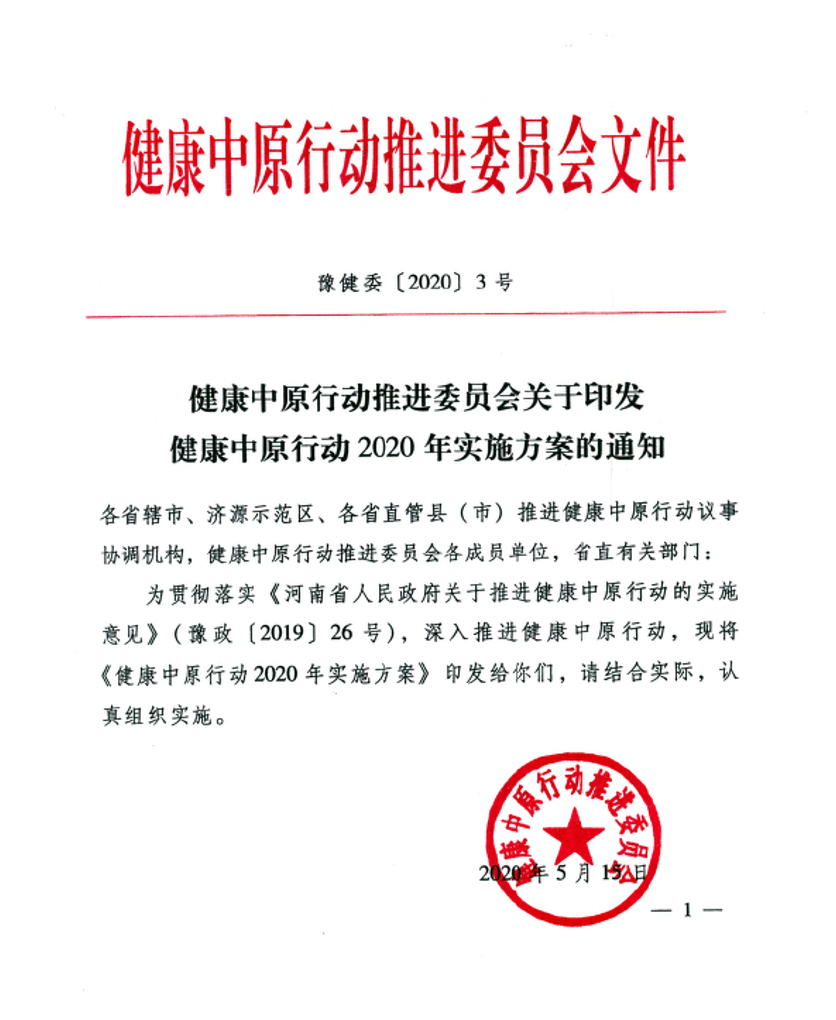 健康中原行动推进委员会文件
豫健委〔2020〕3号
健康中原行动推进委员会关于印发
健康中原行动2020年实施方案的通知
各省辖市、济源示范区、各省直管县（市）推进健康中原行动议事
协调机构，健康中原行动推进委员会各成员单位，省直有关部门：
为贯彻落实《河南省人民政府关于推进健康中原行动的实施
意见》（豫政〔2019〕26号），深入推进健康中原行动，现将
《健康中原行动2020年实施方案》印发给你们，请结合实际，认
真组织实施。
健康中原行动推进委员会
2020年5月15日
— 1 —